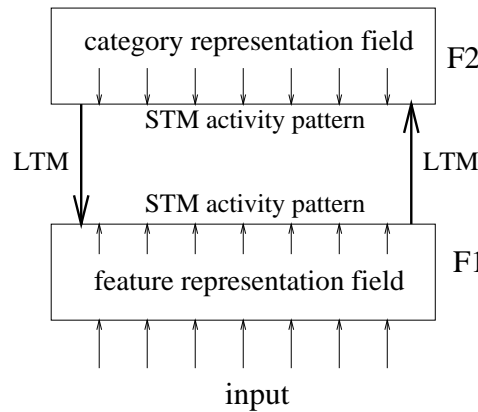 category representation field
F2
STM activity pattern
LTM
LTM
STM activity pattern
F1
feature representation field
input